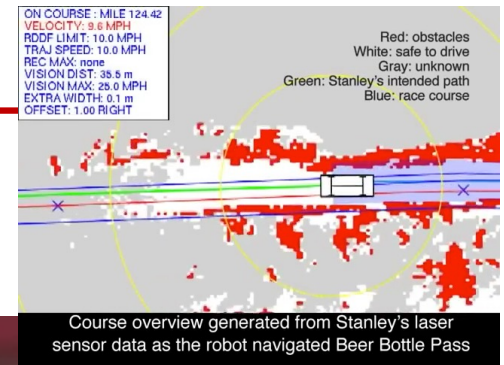 ON COURSE : MILE 124.42
VELOCITY: 9.6 MPH
RDDF LIMIT: 10.0 MPH
TRAJ SPEED: 10.0 MPH
REC MAX: none
VISION DIST: 35.5 m
VISION MAX: 25.0 MPH
EXTRA WIDTH: 0.1 m
OFFSET: 1.00 RIGHT
Red: obstacles
White: safe to drive
Gray: unknown
Green: Stanley's intended path
Blue: race course
Course overview generated from Stanley's laser
sensor data as the robot navigated Beer Bottle Pass